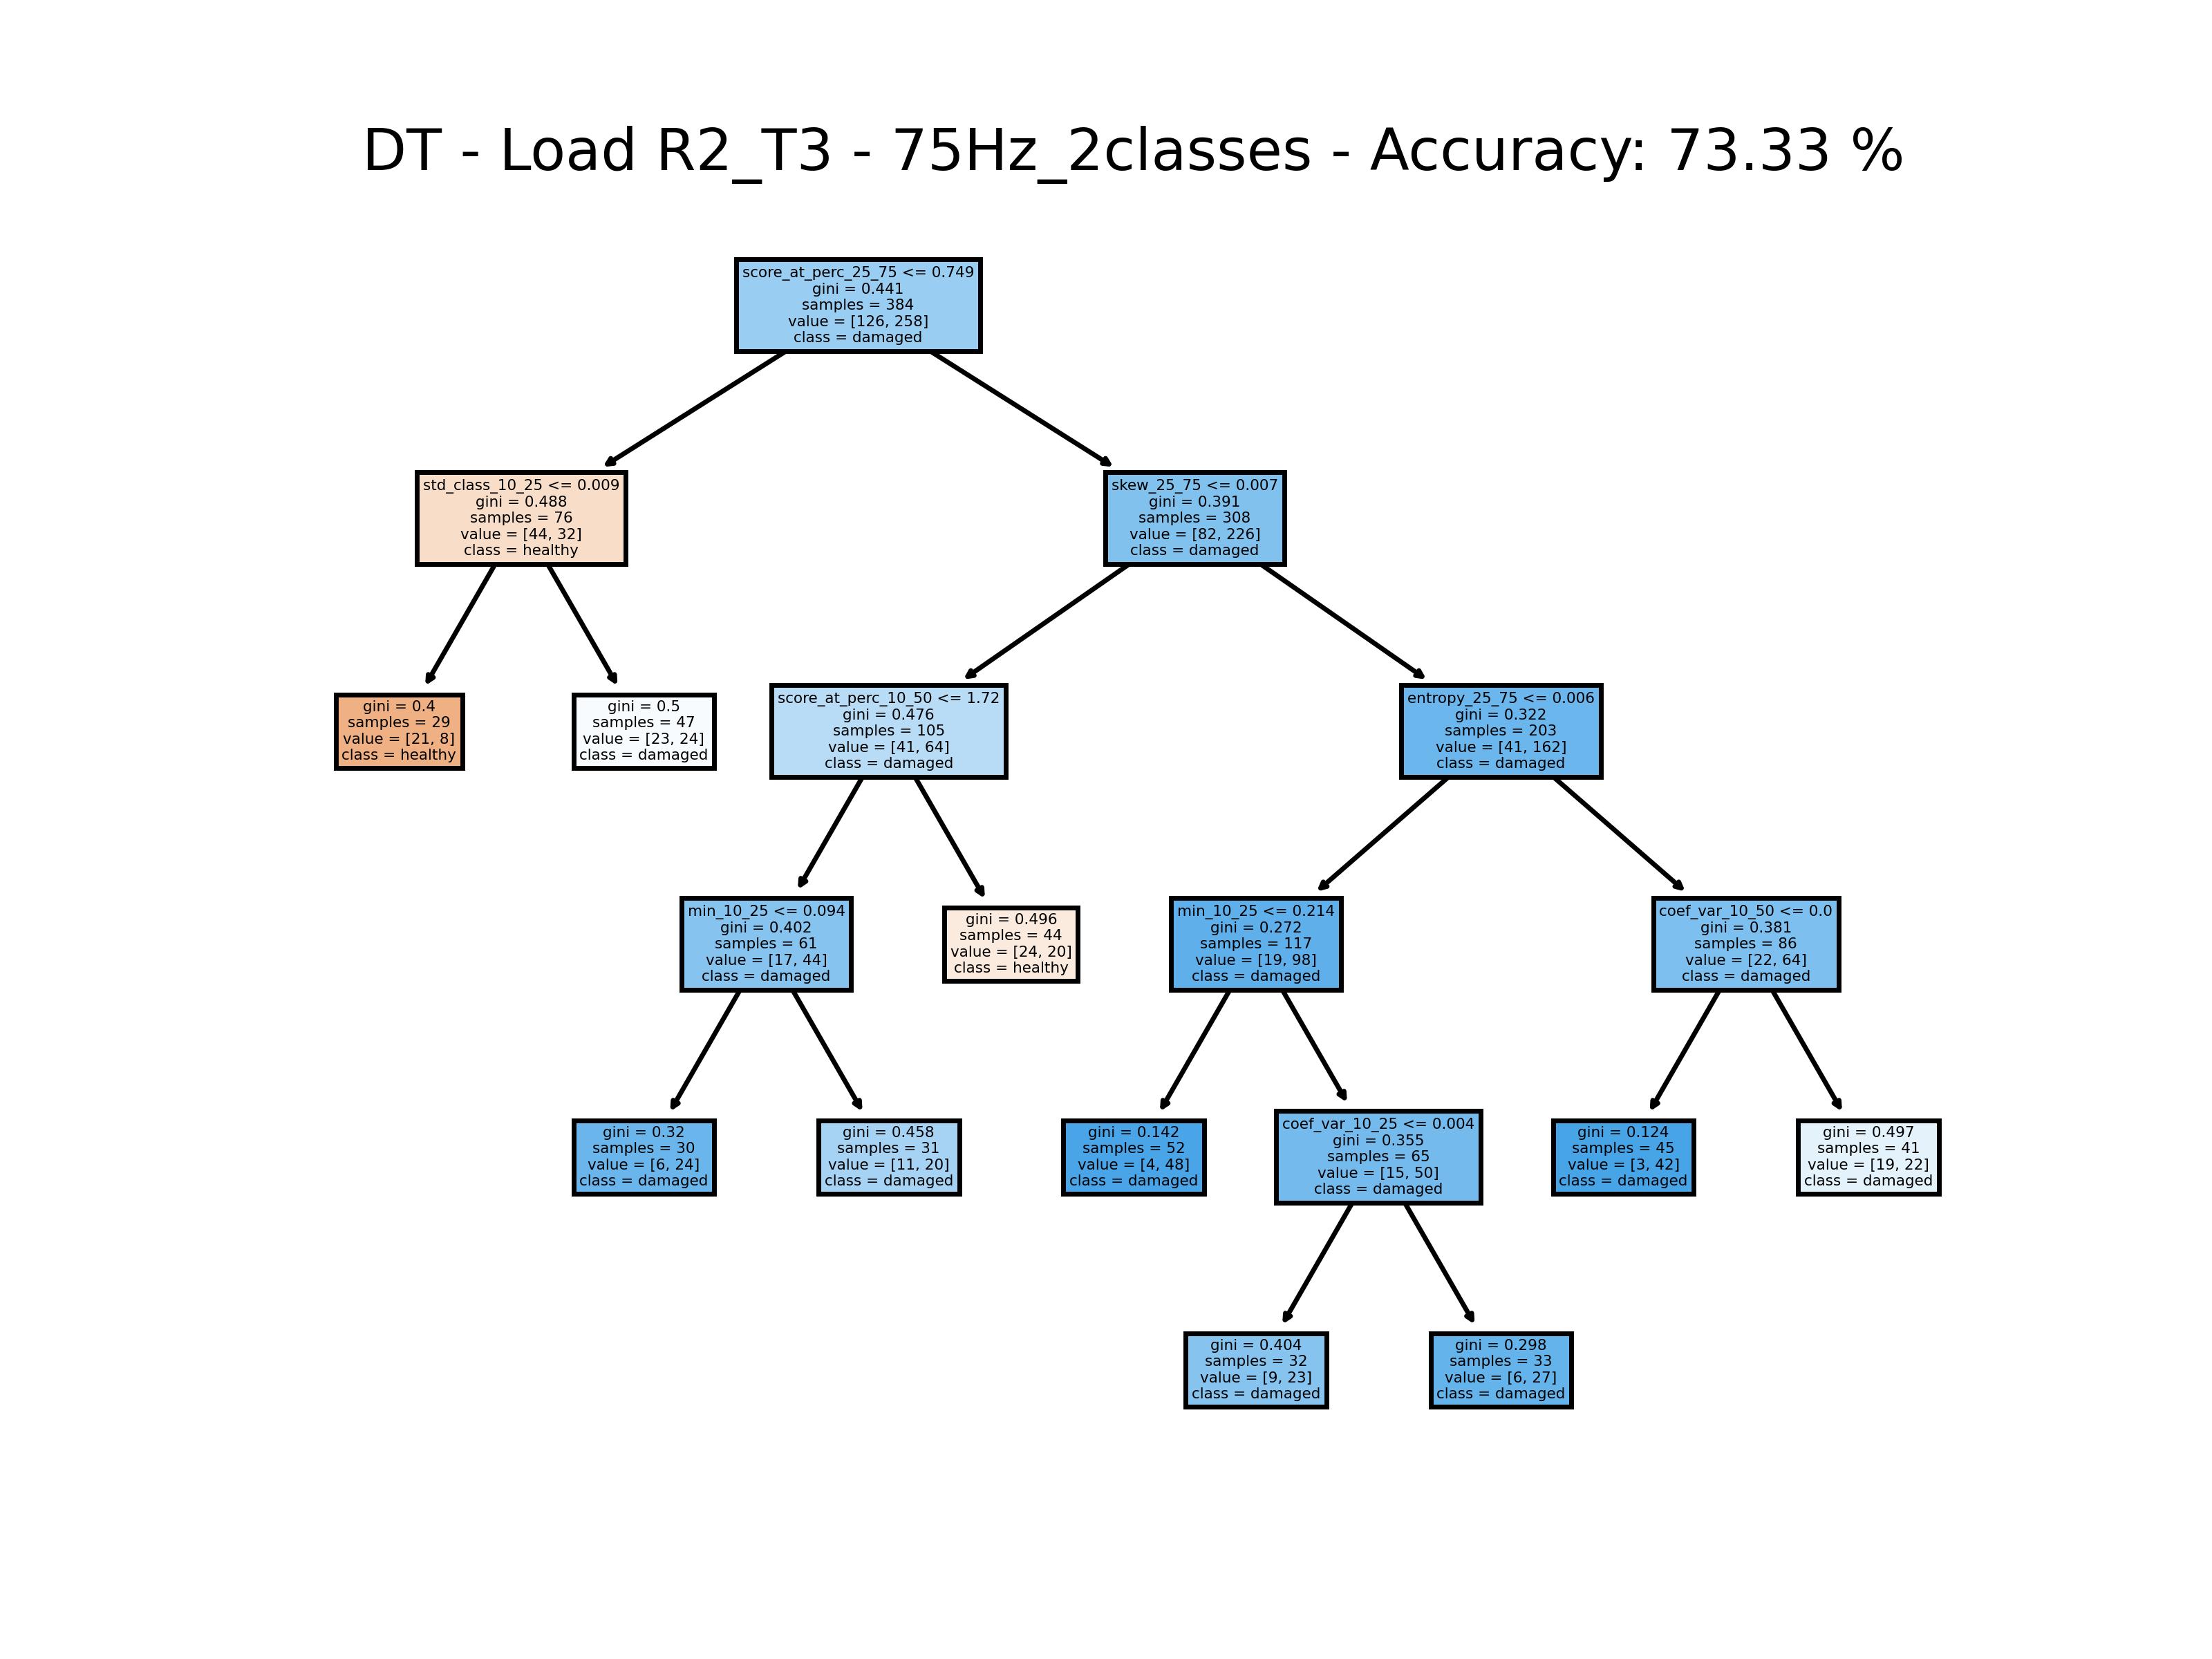 DT - Load R2_T3 - 75Hz_2classes - Accuracy: 73.33 %
score_at_perc_25_75 <= 0.749
gini = 0.441
samples = 384
value = [126, 258]
class = damaged
std_class_10_25 <= 0.009
gini = 0.488
samples = 76
value = [44, 32]
class = healthy
skew_25_75 <= 0.007
gini = 0.391
samples = 308
value = [82, 226]
class = damaged
gini = 0.4
samples = 29
value = [21, 8]
class = healthy
gini = 0.5
samples = 47
value = [23, 24]
class = damaged
score_at_perc_10_50 <= 1.72
gini = 0.476
samples = 105
value = [41, 64]
class = damaged
entropy_25_75 <= 0.006
gini = 0.322
samples = 203
value = [41, 162]
class = damaged
min_10_25 <= 0.094
gini = 0.402
samples = 61
value = [17, 44]
class = damaged
gini = 0.496
samples = 44
value = [24, 20]
class = healthy
min_10_25 <= 0.214
gini = 0.272
samples = 117
value = [19, 98]
class = damaged
coef_var_10_50 <= 0.0
gini = 0.381
samples = 86
value = [22, 64]
class = damaged
gini = 0.32
samples = 30
value = [6, 24]
class = damaged
gini = 0.458
samples = 31
value = [11, 20]
class = damaged
gini = 0.142
samples = 52
value = [4, 48]
class = damaged
coef_var_10_25 <= 0.004
gini = 0.355
samples = 65
value = [15, 50]
class = damaged
gini = 0.124
samples = 45
value = [3, 42]
class = damaged
gini = 0.497
samples = 41
value = [19, 22]
class = damaged
gini = 0.404
samples = 32
value = [9, 23]
class = damaged
gini = 0.298
samples = 33
value = [6, 27]
class = damaged